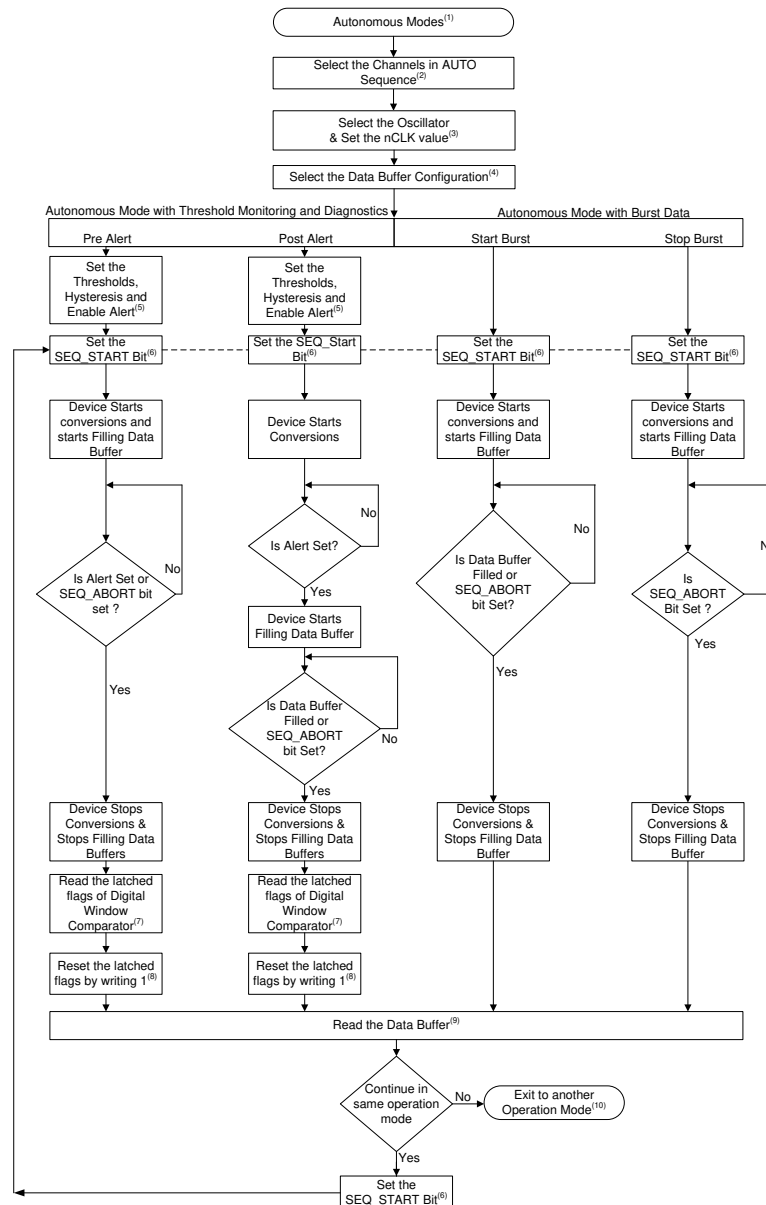 Autonomous Modes(1)
Select the Channels in AUTO
Sequence(2)
Select the Oscillator
& Set the nCLK value(3)
Select the Data Buffer Configuration(4)
Autonomous Mode with Threshold Monitoring and Diagnostics
Autonomous Mode with Burst Data
Pre Alert
Post Alert
Start Burst
Stop Burst
Set the
Thresholds,
Hysteresis and
Enable Alert(5)
Set the
Thresholds,
Hysteresis and
Enable Alert(5)
Set the
SEQ_START Bit(6)
Set the SEQ_Start
Bit(6)
Set the
SEQ_START Bit(6)
Set the
SEQ_START Bit(6)
Device Starts
conversions and
starts Filling Data
Buffer
Device Starts
Conversions
Device Starts
conversions and
starts Filling Data
Buffer
Device Starts
conversions and
starts Filling Data
Buffer
Is Alert Set or
SEQ_ABORT bit
set ?
No
Yes
Is Alert Set?
No
Yes
Device Starts
Filling Data Buffer
Is Data Buffer
Filled or
SEQ_ABORT
bit Set?
No
Yes
Is Data Buffer
Filled or
SEQ_ABORT
bit Set?
No
Yes
Is
SEQ_ABORT
Bit Set ?
Yes
Device Stops
Conversions &
Stops Filling Data
Buffers
Device Stops
Conversions &
Stops Filling Data
Buffers
Device Stops
Conversions &
Stops Filling Data
Buffer
Device Stops
Conversions &
Stops Filling Data
Buffer
Read the latched
flags of Digital
Window
Comparator(7)
Read the latched
flags of Digital
Window
Comparator(7)
Reset the latched
flags by writing 1(8)
Reset the latched
flags by writing 1(8)
Read the Data Buffer(9)
Continue in
same operation
mode
No
Exit to another
Operation Mode(10)
Yes
Set the
SEQ_START Bit(6)